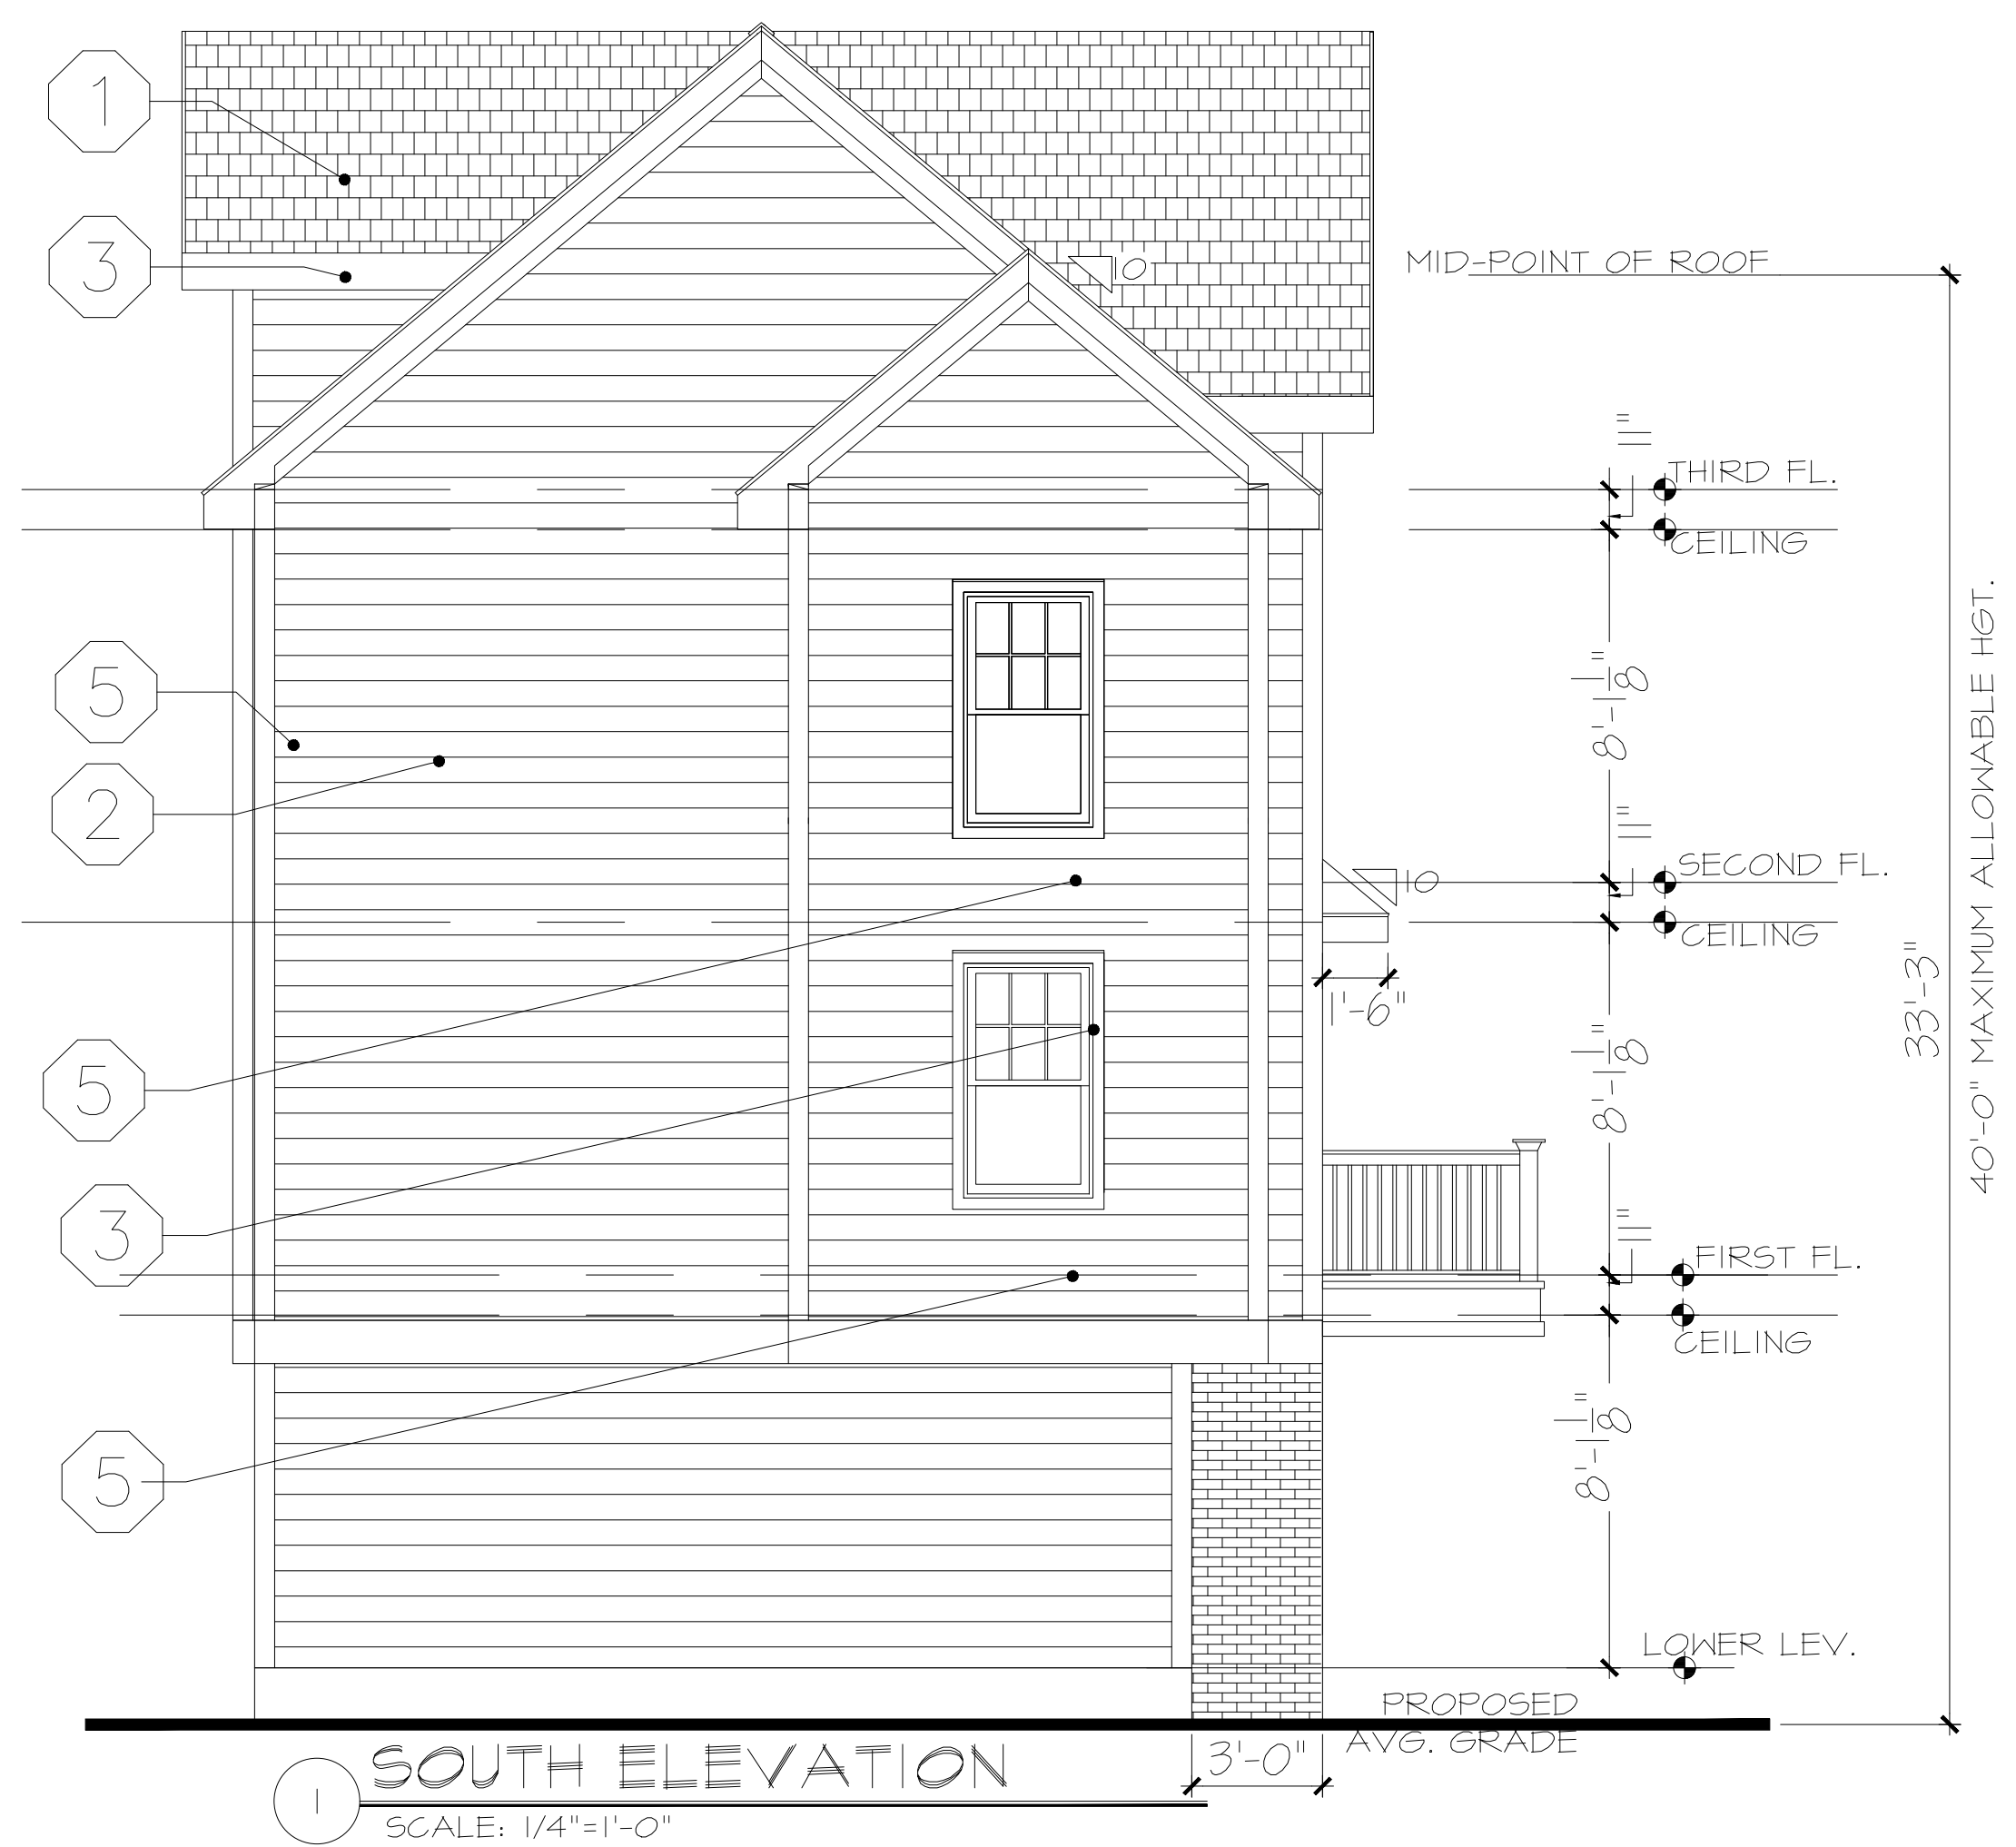 1
3
10
MID-POINT OF ROOF
11"
THIRD FL.
CEILING
5
2
8'-1 1/8"
11"
SECOND FL.
10
CEILING
1'-6"
33'-3"
40'-0" MAXIMUM ALLOWABLE HGT.
5
3
8'-1 1/8"
11"
FIRST FL.
CEILING
5
8'-1 1/8"
LOWER LEV.
PROPOSED
AVG. GRADE
3'-0"
1
SOUTH ELEVATION
SCALE: 1/4"=1'-0"